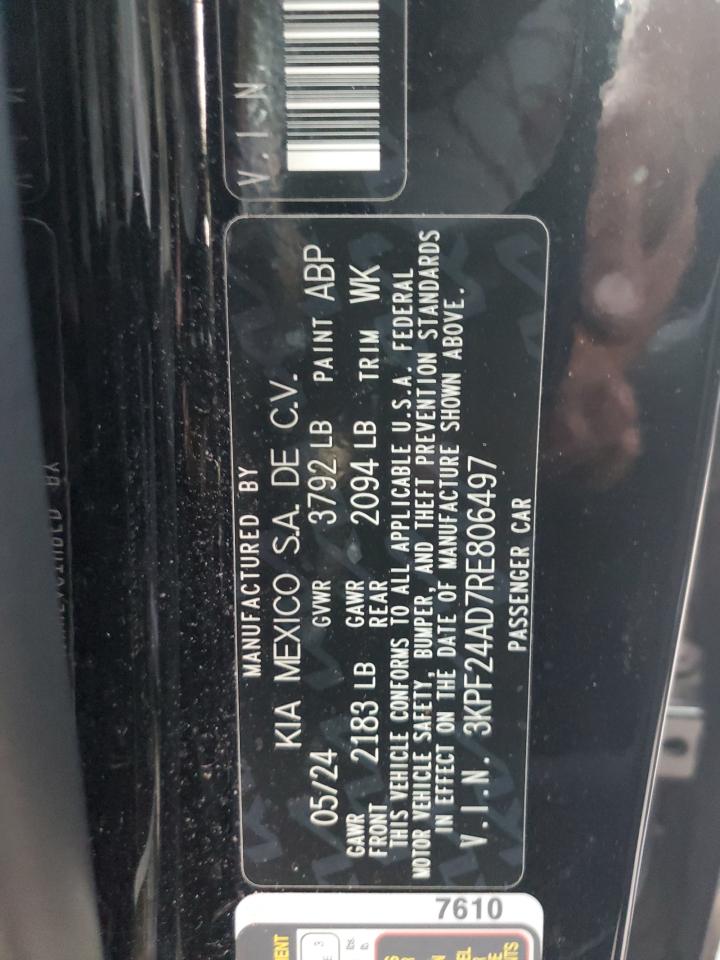 V.I.N
MANUFACTURED BY
KIA MEXICO S.A. DE C.V.
05/24 GVWR 3792 LB PAINT ABP
GAWR FRONT 2183 LB GAWR REAR 2094 LB TRIM WK
THIS VEHICLE CONFORMS TO ALL APPLICABLE U.S.A. FEDERAL
MOTOR VEHICLE SAFETY, BUMPER, AND THEFT PREVENTION STANDARDS
IN EFFECT ON THE DATE OF MANUFACTURE SHOWN ABOVE.
V.I.N. 3KPF24AD7RE806497
PASSENGER CAR
7610